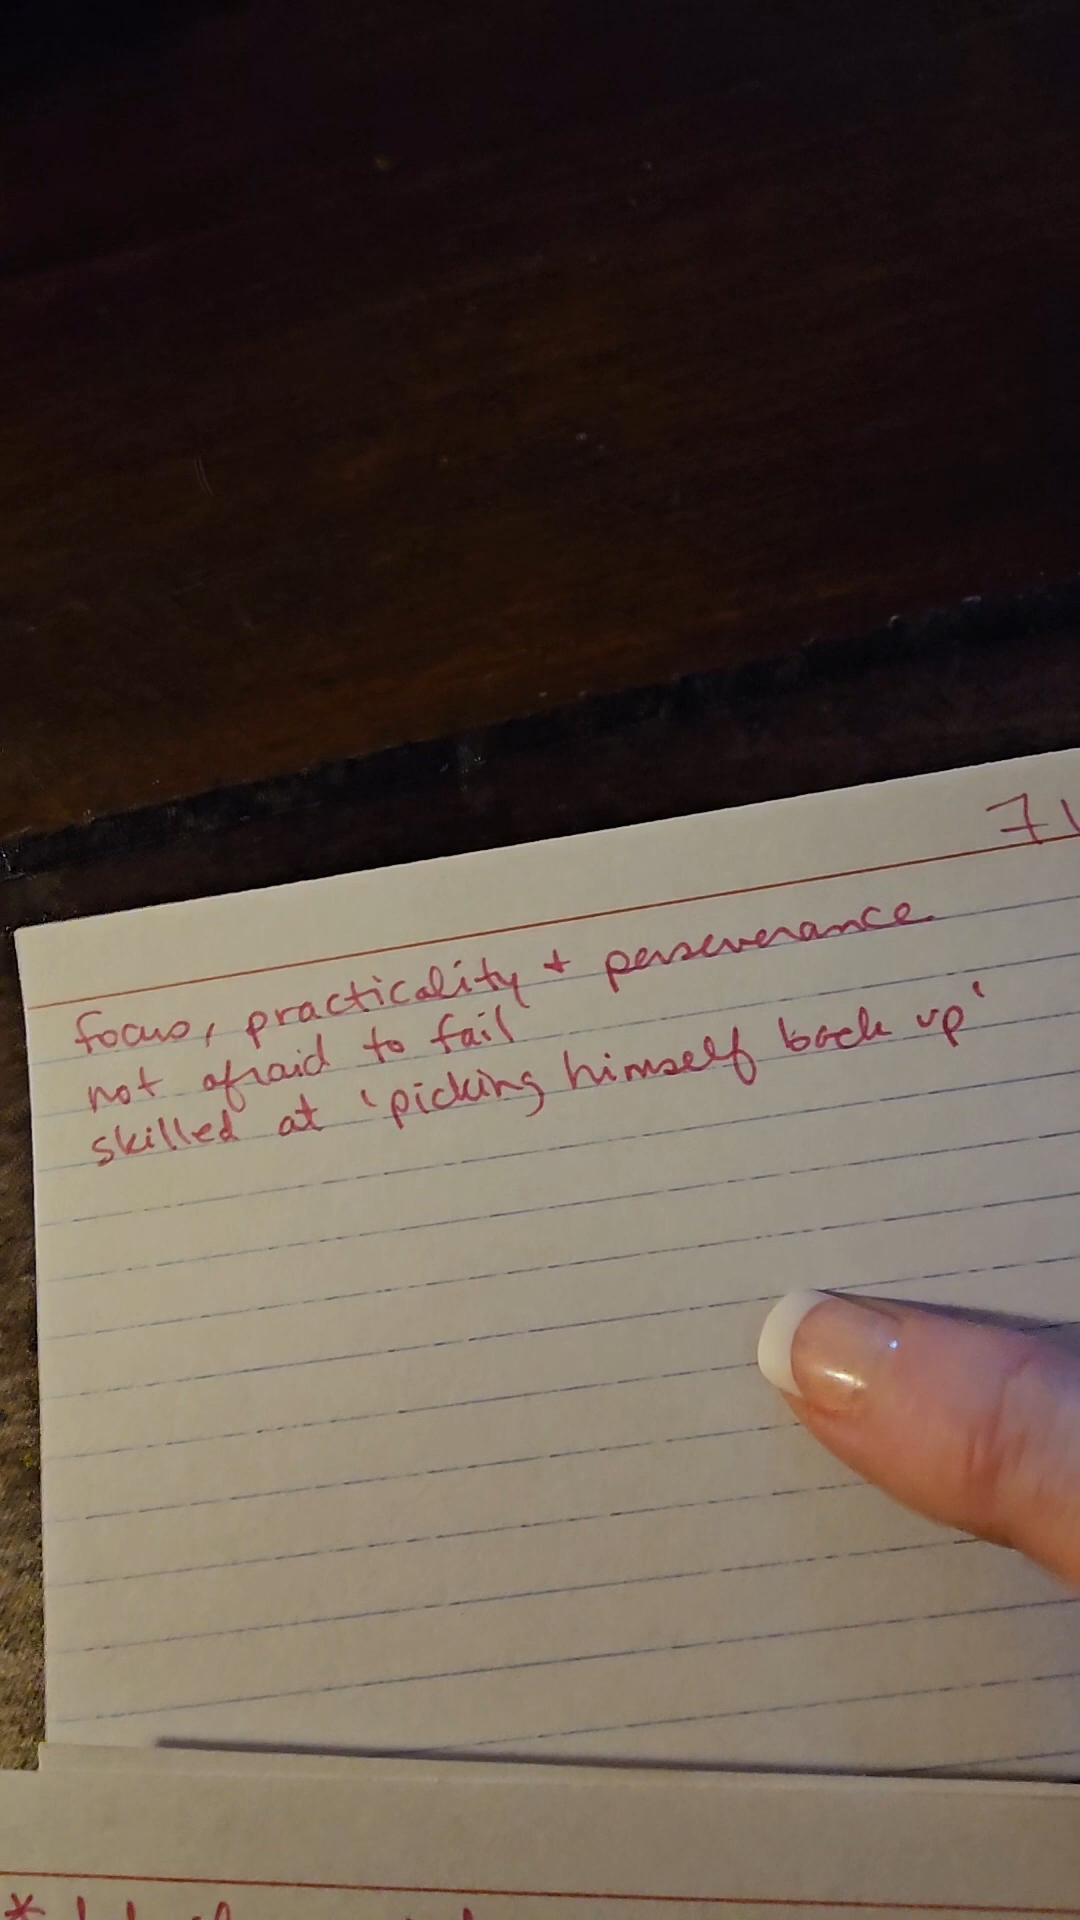 focus, practicality + perseverance
not afraid to fail
skilled at 'picking himself back up'